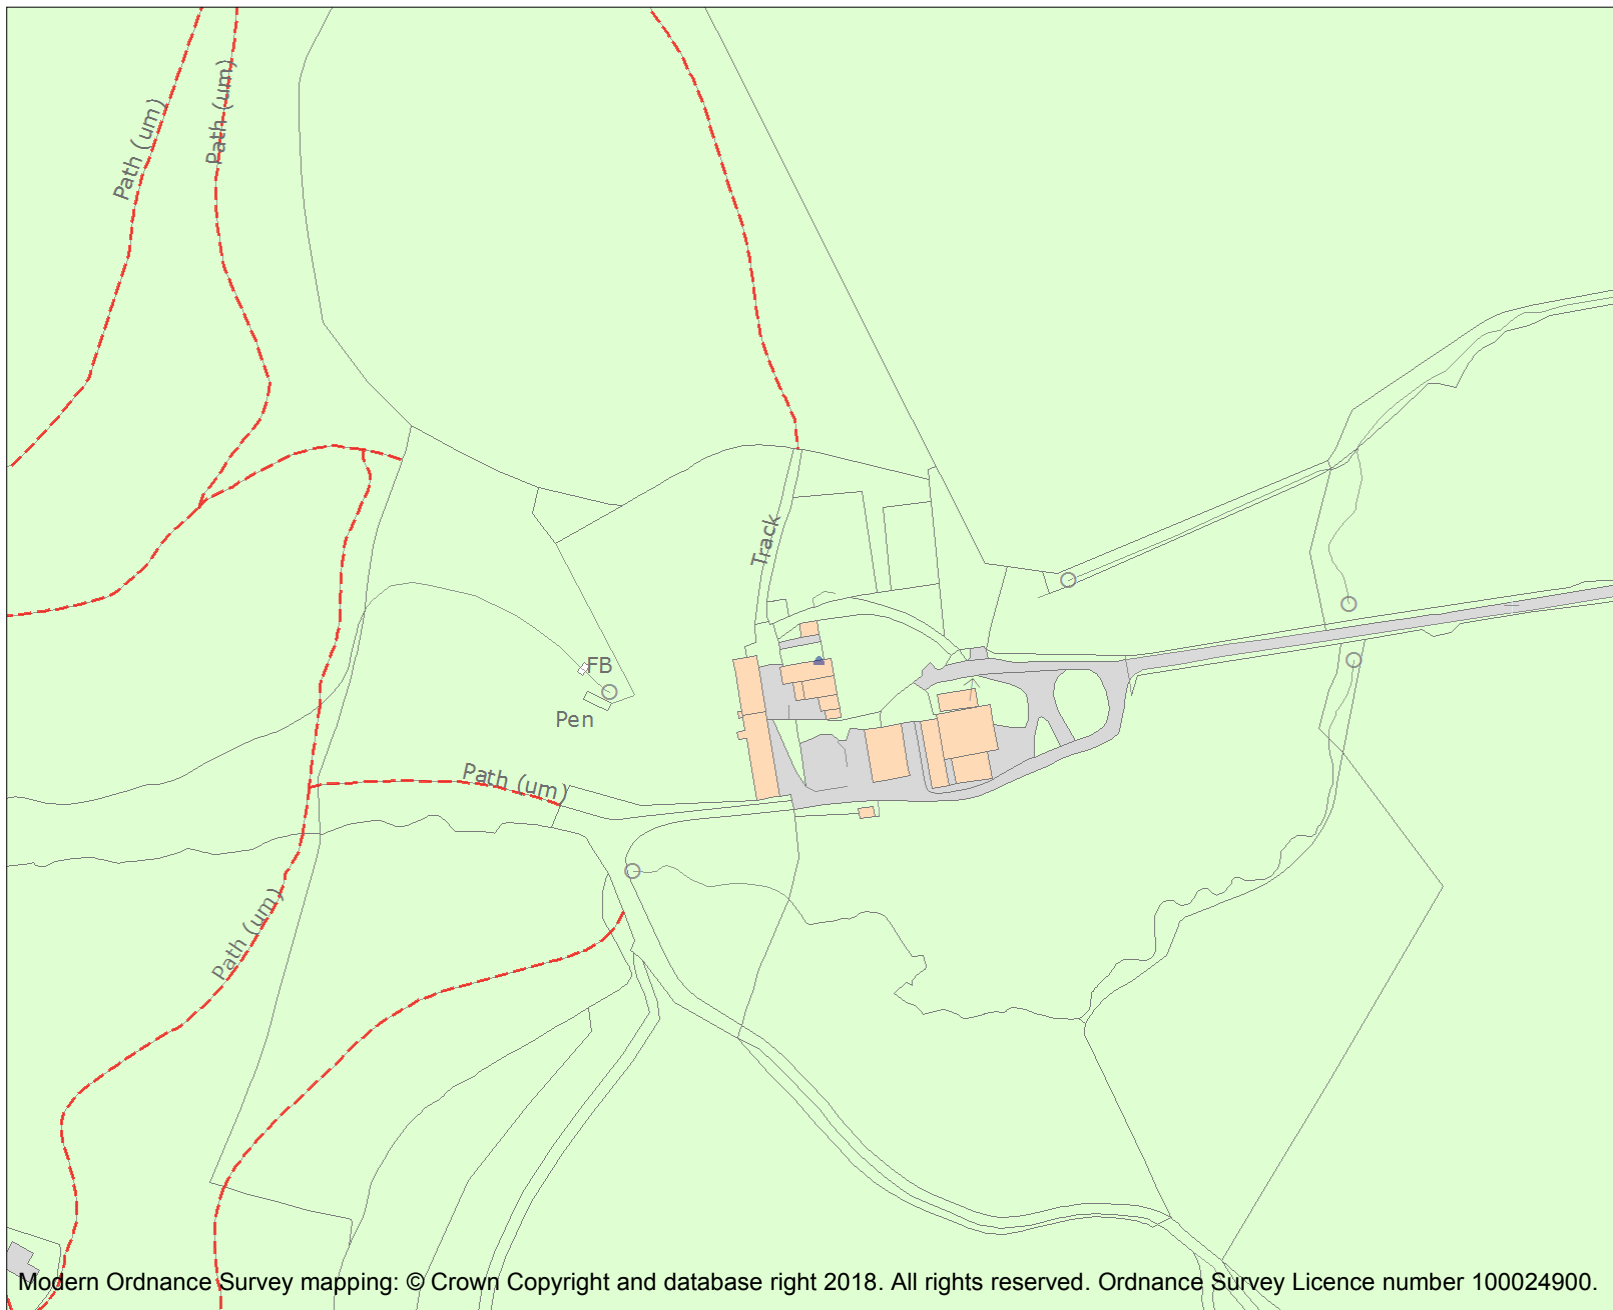 Path (um)
Path (um)
Track
FB
Pen
Path (um)
Path (um)
Modern Ordnance Survey mapping: © Crown Copyright and database right 2018. All rights reserved. Ordnance Survey Licence number 100024900.